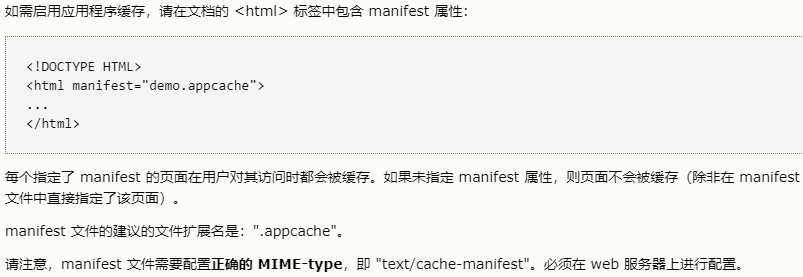 如需启用应用程序缓存，请在文档的 <html> 标签中包含 manifest 属性：
<!DOCTYPE HTML>
<html manifest="demo.appcache">
...
</html>
每个指定了 manifest 的页面在用户对其访问时都会被缓存。如果未指定 manifest 属性，则页面不会被缓存（除非在 manifest
文件中直接指定了该页面）。
manifest 文件的建议的文件扩展名是：".appcache"。
请注意，manifest 文件需要配置正确的 MIME-type，即 "text/cache-manifest"。必须在 web 服务器上进行配置。